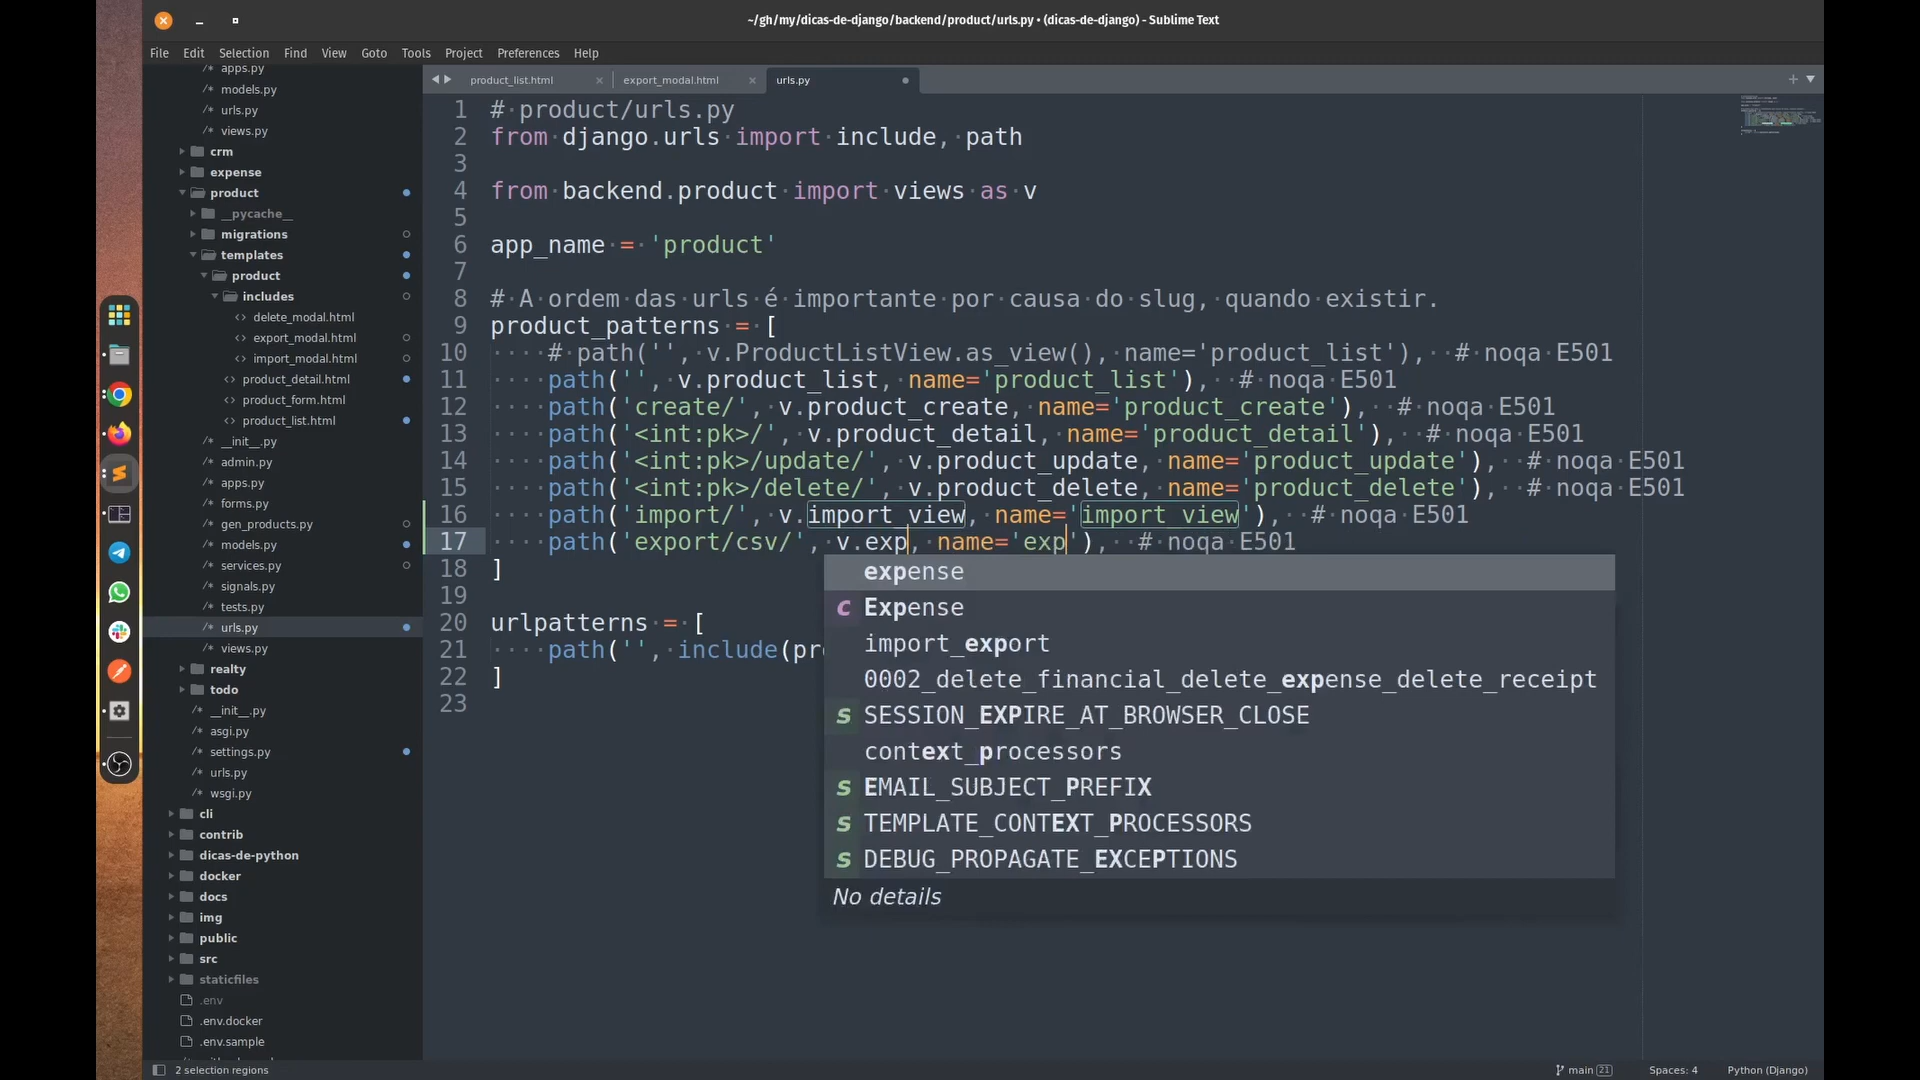 ~/gh/my/dicas-de-django/backend/product/urls.py • (dicas-de-django) - Sublime Text
File Edit Selection Find View Goto Tools Project Preferences Help
apps.py
models.py
urls.py
views.py
crm
expense
product
__pycache__
migrations
templates
product
includes
delete_modal.html
export_modal.html
import_modal.html
product_detail.html
product_form.html
product_list.html
__init__.py
admin.py
apps.py
forms.py
gen_products.py
models.py
services.py
signals.py
tests.py
urls.py
views.py
realty
todo
__init__.py
asgi.py
settings.py
urls.py
wsgi.py
cli
contrib
dicas-de-python
docker
docs
img
public
src
staticfiles
.env
.env.docker
.env.sample
product_list.html export_modal.html urls.py
1 # product/urls.py
2 from django.urls import include, path
3
4 from backend.product import views as v
5
6 app_name = 'product'
7
8 # A ordem das urls é importante por causa do slug, quando existir.
9 product_patterns = [
10 # path('', v.ProductListView.as_view(), name='product_list'), # noqa E501
11 path('', v.product_list, name='product_list'), # noqa E501
12 path('create/', v.product_create, name='product_create'), # noqa E501
13 path('<int:pk>/', v.product_detail, name='product_detail'), # noqa E501
14 path('<int:pk>/update/', v.product_update, name='product_update'), # noqa E501
15 path('<int:pk>/delete/', v.product_delete, name='product_delete'), # noqa E501
16 path('import/', v.import_view, name='import_view'), # noqa E501
17 path('export/csv/', v.exp, name='exp'), # noqa E501
18 ]
19
20 urlpatterns = [
21 path('', include(
22 ]
23
expense
c Expense
import_export
0002_delete_financial_delete_expense_delete_receipt
s SESSION_EXPIRE_AT_BROWSER_CLOSE
context_processors
s EMAIL_SUBJECT_PREFIX
s TEMPLATE_CONTEXT_PROCESSORS
s DEBUG_PROPAGATE_EXCEPTIONS
No details
2 selection regions
main 21 Spaces: 4 Python (Django)